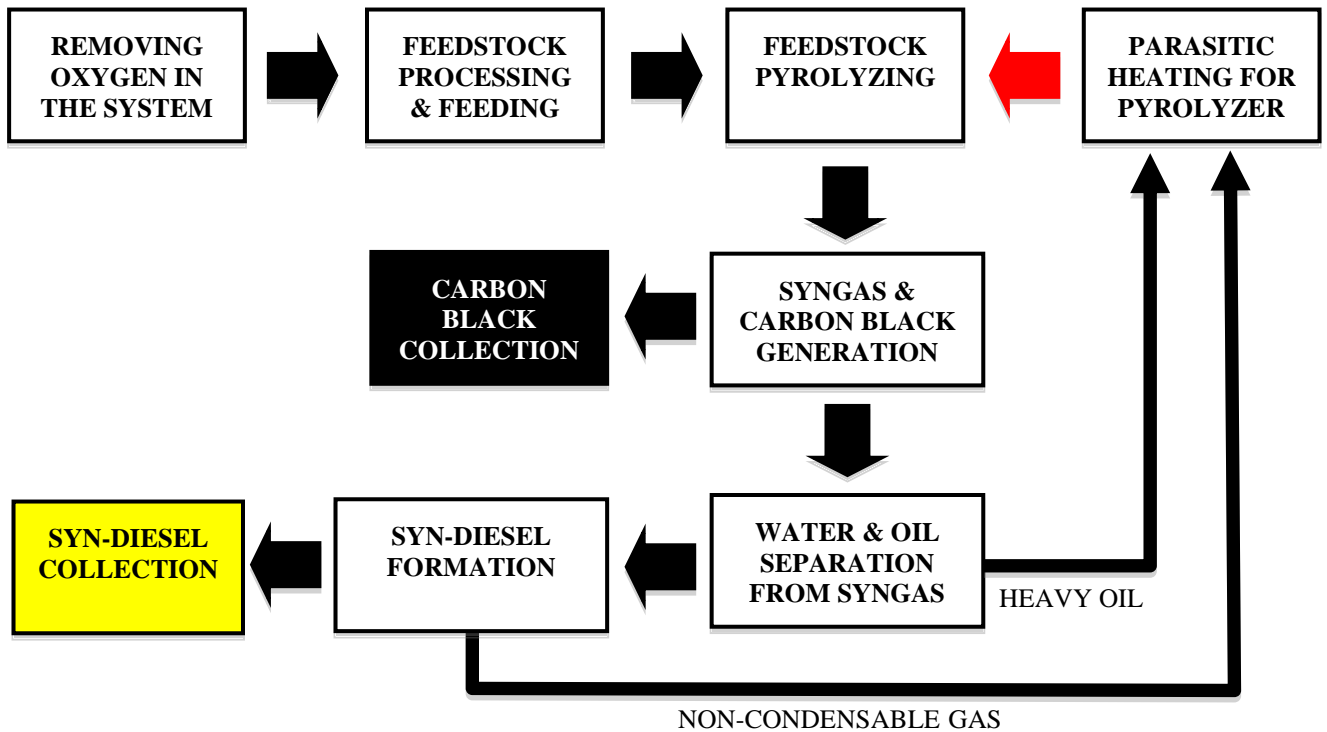 REMOVING
OXYGEN IN
THE SYSTEM
FEEDSTOCK
PROCESSING
& FEEDING
FEEDSTOCK
PYROLYZING
PARASITIC
HEATING FOR
PYROLYZER
CARBON
BLACK
COLLECTION
SYNGAS &
CARBON BLACK
GENERATION
SYN-DIESEL
COLLECTION
SYN-DIESEL
FORMATION
WATER & OIL
SEPARATION
FROM SYNGAS
HEAVY OIL
NON-CONDENSABLE GAS